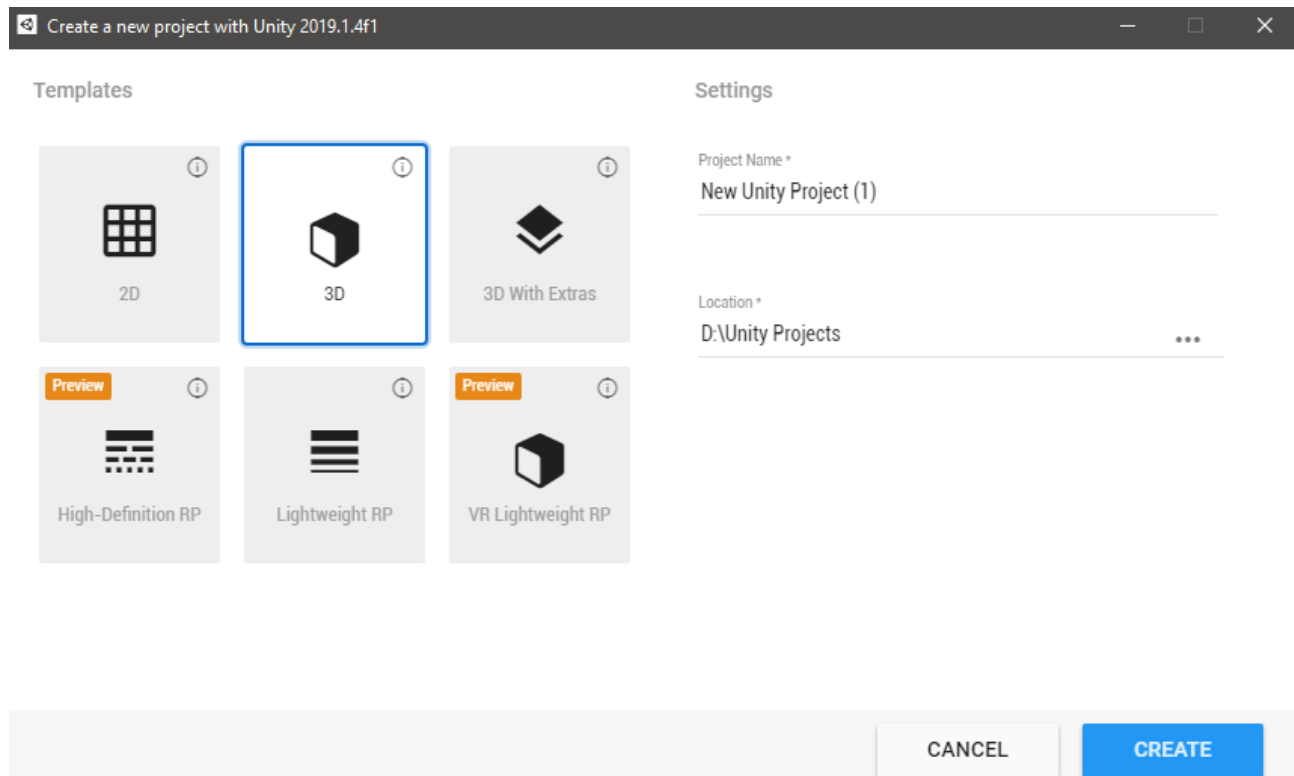 Create a new project with Unity 2019.1.4f1
Templates
Settings
2D
3D
3D With Extras
Project Name *
New Unity Project (1)
Location *
D:\Unity Projects
Preview
High-Definition RP
Lightweight RP
Preview
VR Lightweight RP
CANCEL
CREATE